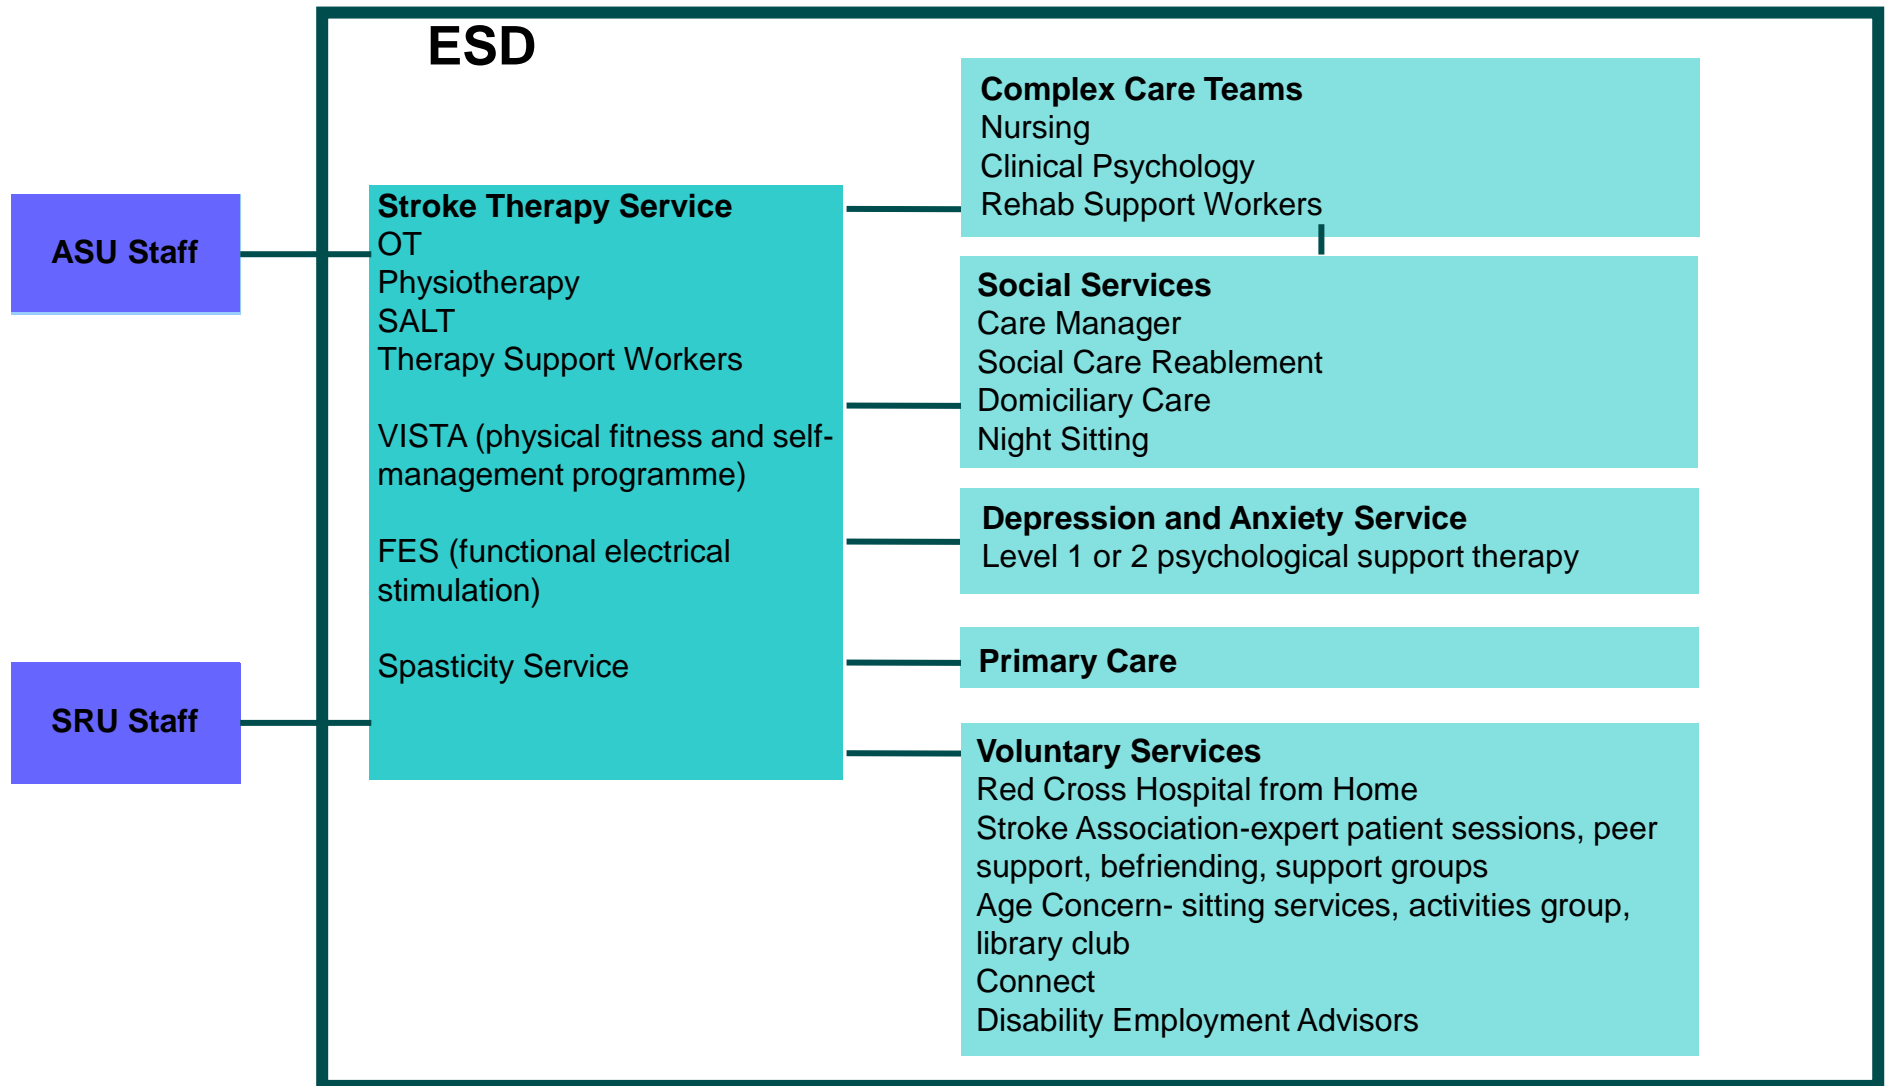 ESD
ASU Staff
SRU Staff
Stroke Therapy Service
OT
Physiotherapy
SALT
Therapy Support Workers
VISTA (physical fitness and self-
management programme)
FES (functional electrical
stimulation)
Spasticity Service
Complex Care Teams
Nursing
Clinical Psychology
Rehab Support Workers
Social Services
Care Manager
Social Care Reablement
Domiciliary Care
Night Sitting
Depression and Anxiety Service
Level 1 or 2 psychological support therapy
Primary Care
Voluntary Services
Red Cross Hospital from Home
Stroke Association-expert patient sessions, peer
support, befriending, support groups
Age Concern- sitting services, activities group,
library club
Connect
Disability Employment Advisors